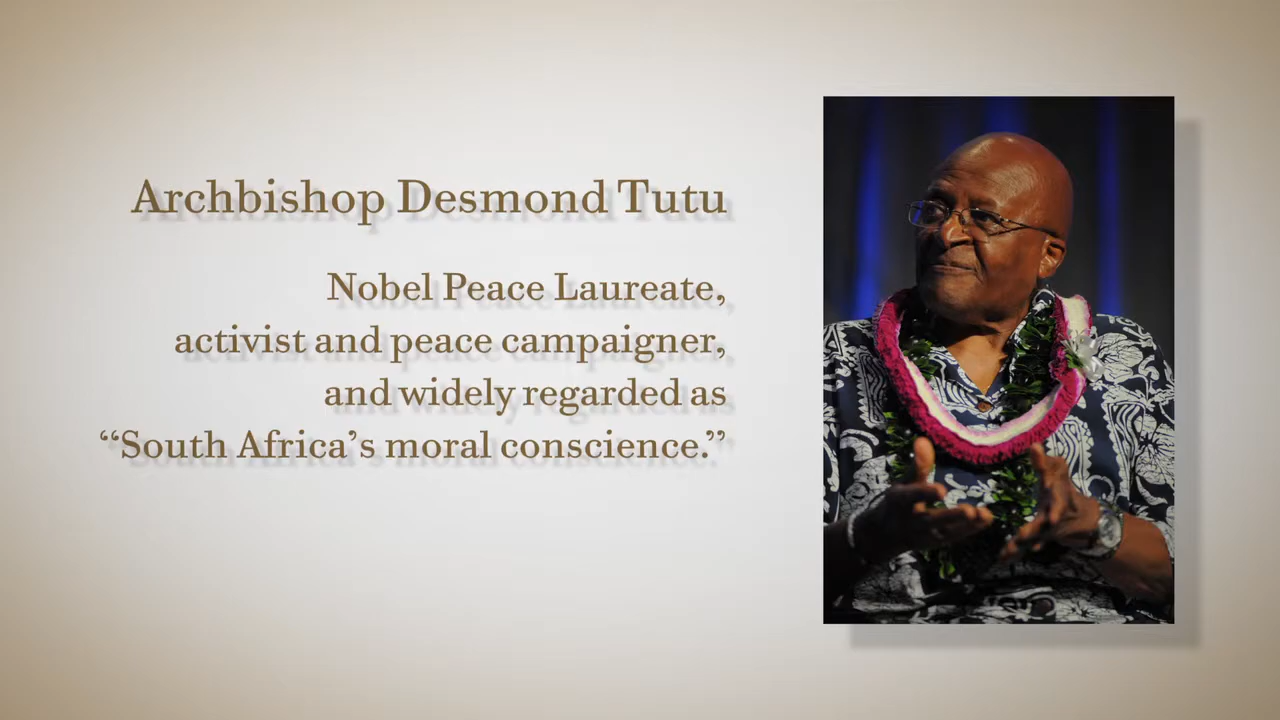 Archbishop Desmond Tutu
Nobel Peace Laureate,
activist and peace campaigner,
and widely regarded as
“South Africa’s moral conscience.”